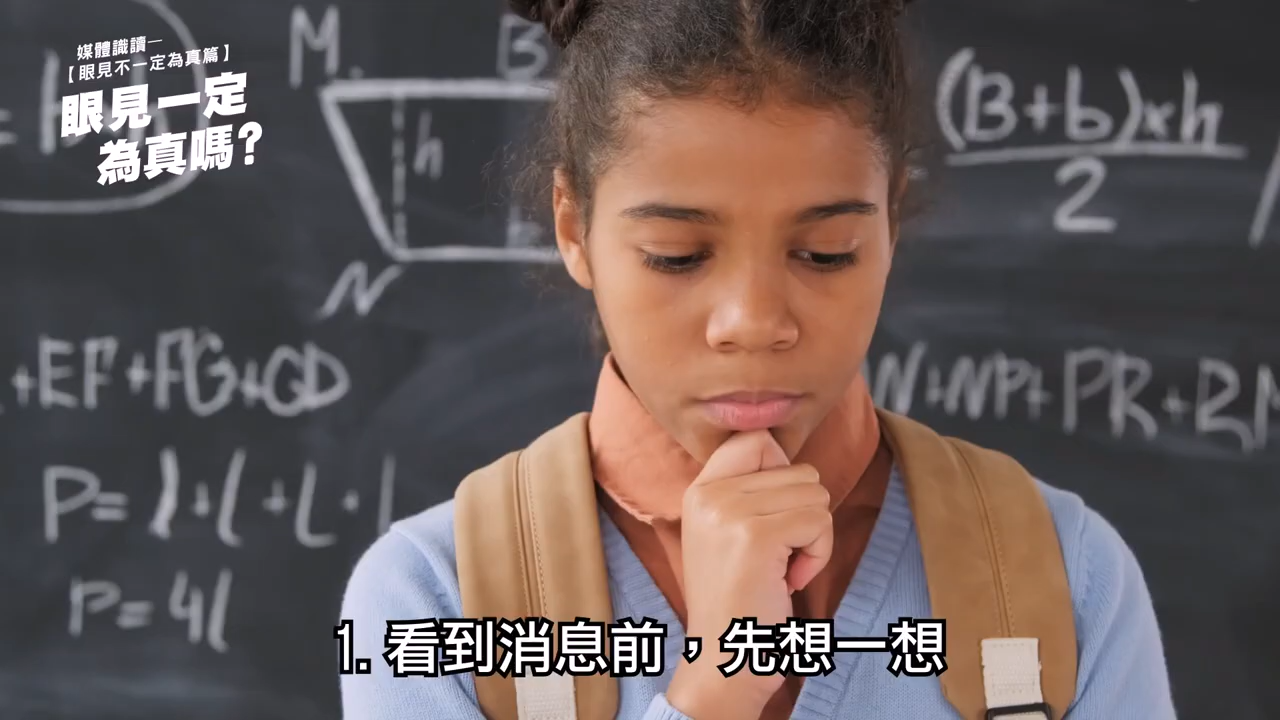 媒體識讀—
【眼見不一定為真篇】
眼見一定
為真嗎?
M.
B
h
N
(B+b)×h
2
+EF+FG+GD
N+NP+PR+RM
P=l+l+l+l
P=4l
1. 看到消息前，先想一想